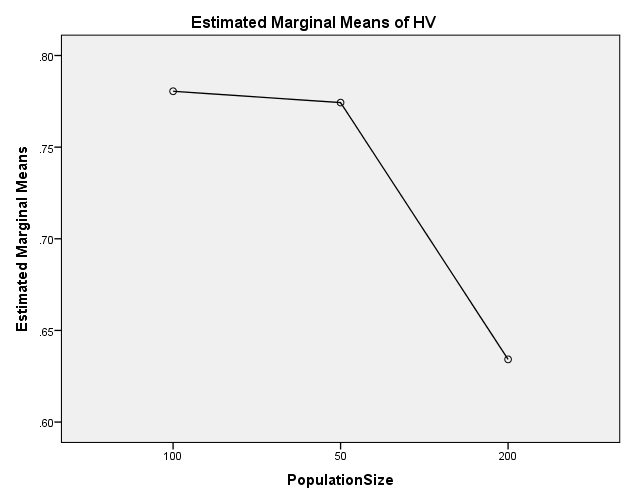 Estimated Marginal Means of HV
Estimated Marginal Means
.80
.75
.70
.65
.60
100 50 200
PopulationSize